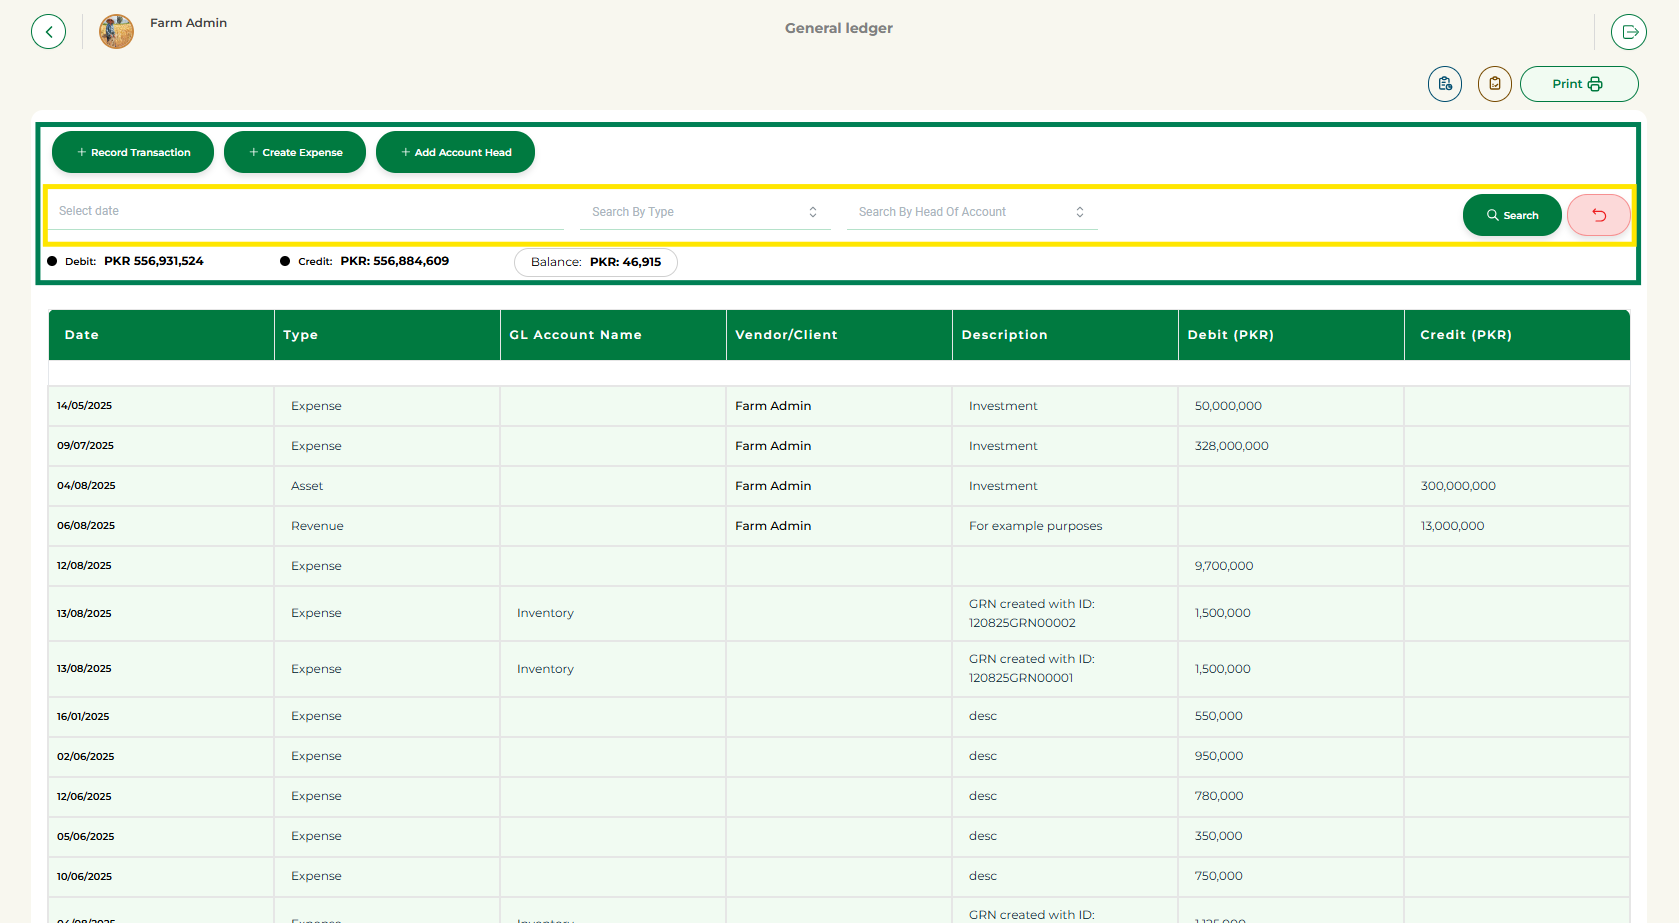 Farm Admin
General ledger
Print
+ Record Transaction
+ Create Expense
+ Add Account Head
Select date
Search By Type
Search By Head Of Account
Search
Debit: PKR 556,931,524
Credit: PKR: 556,884,609
Balance: PKR: 46,915
Date Type GL Account Name Vendor/Client Description Debit (PKR) Credit (PKR)
14/05/2025 Expense Farm Admin Investment 50,000,000
09/07/2025 Expense Farm Admin Investment 328,000,000
04/08/2025 Asset Farm Admin Investment 300,000,000
06/08/2025 Revenue Farm Admin For example purposes 13,000,000
12/08/2025 Expense 9,700,000
13/08/2025 Expense Inventory GRN created with ID: 1,500,000
120825GRN00002
13/08/2025 Expense Inventory GRN created with ID: 1,500,000
120825GRN00001
16/01/2025 Expense desc 550,000
02/06/2025 Expense desc 950,000
12/06/2025 Expense desc 780,000
05/06/2025 Expense desc 350,000
10/06/2025 Expense desc 750,000
04/08/2025 Expense Inventory GRN created with ID: